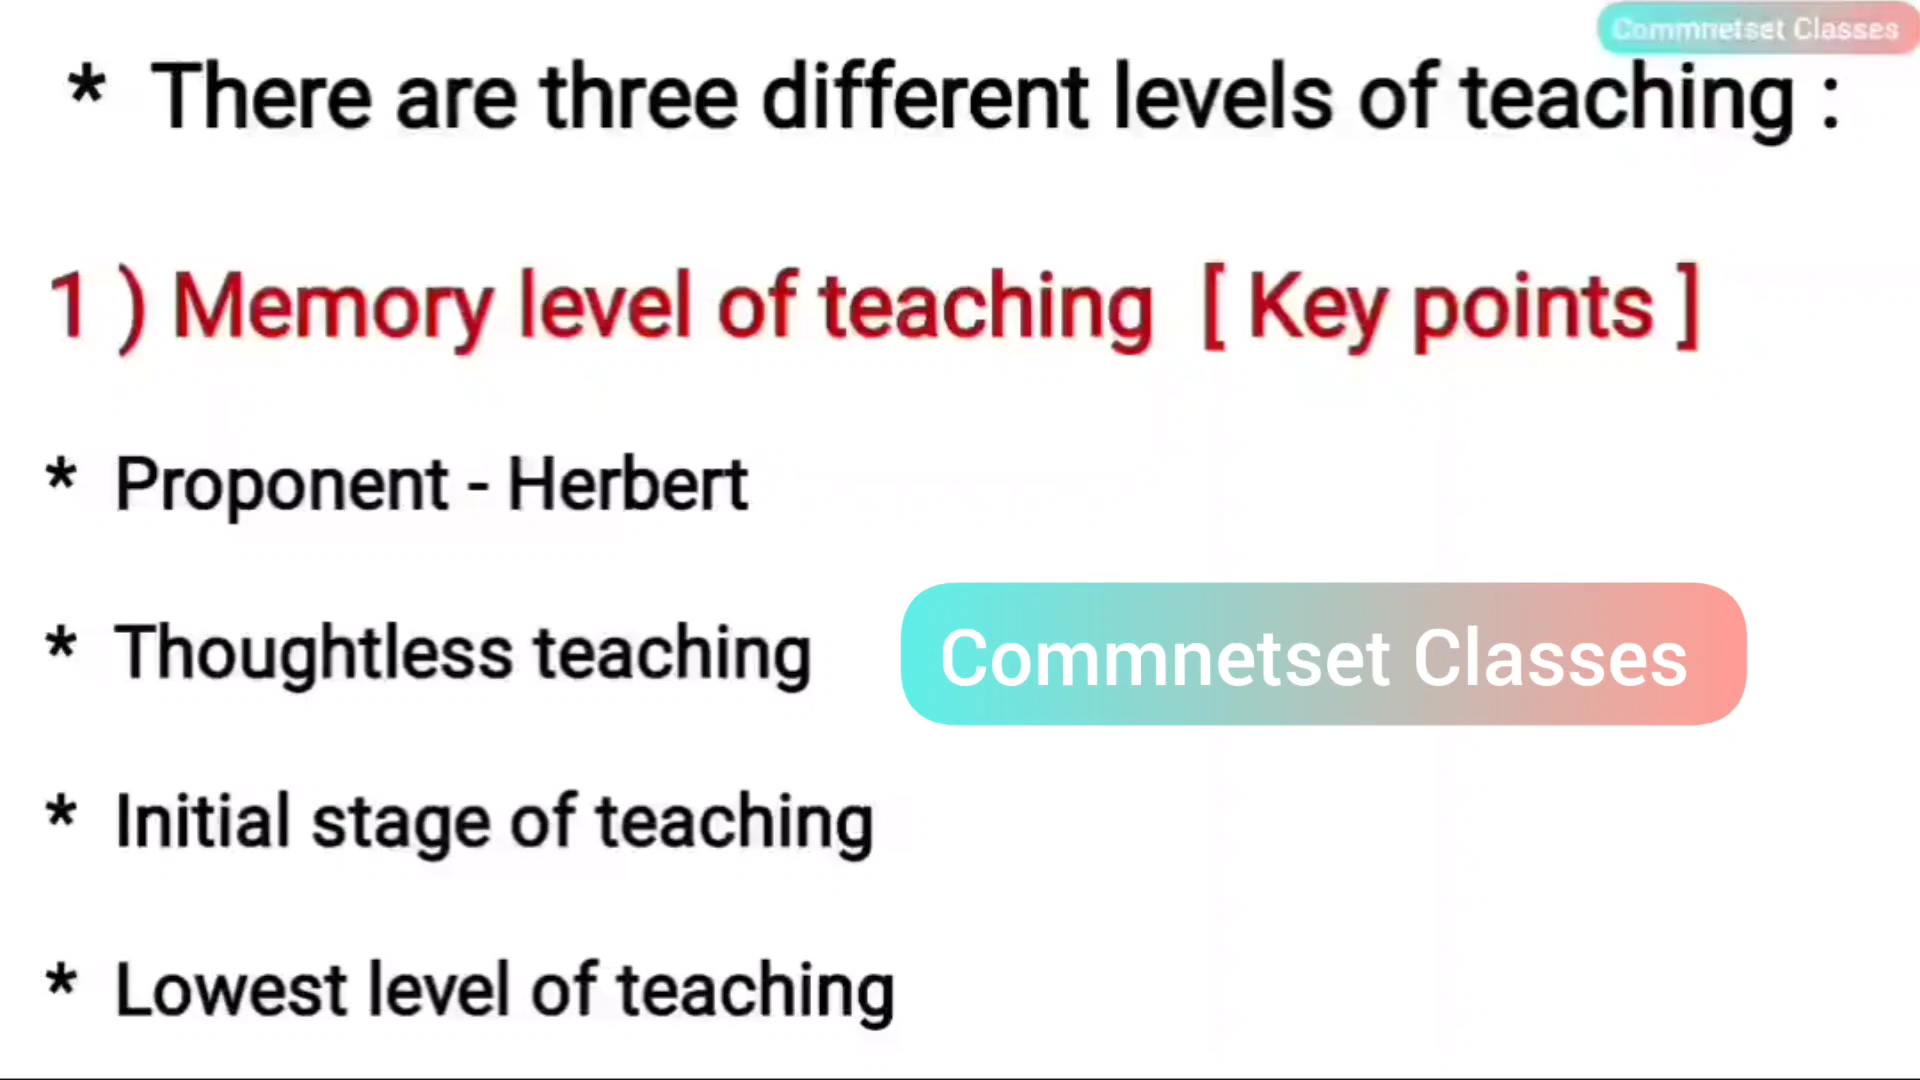 Commnetset Classes
* There are three different levels of teaching :
1 ) Memory level of teaching [ Key points ]
* Proponent - Herbert
* Thoughtless teaching
Commnetset Classes
* Initial stage of teaching
* Lowest level of teaching